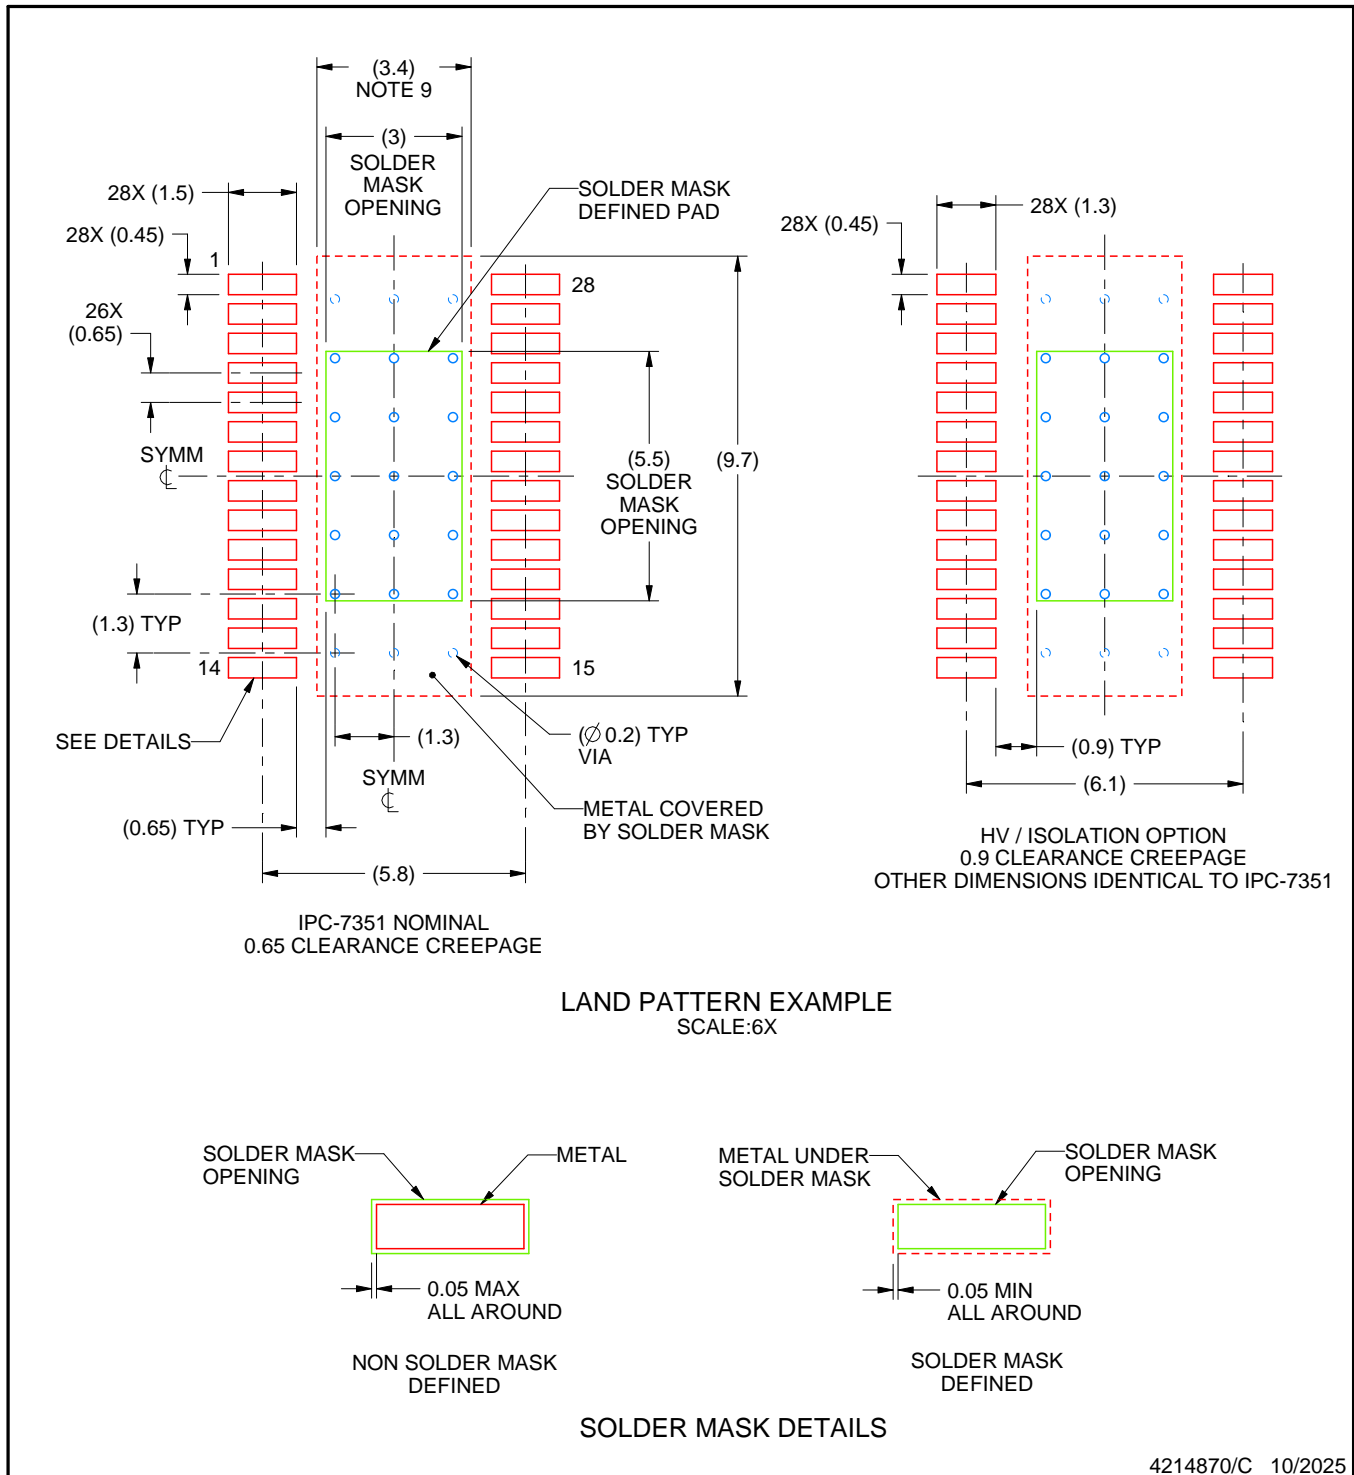 (3.4)
NOTE 9
(3)
SOLDER
MASK
OPENING
28X (1.5)
SOLDER MASK
DEFINED PAD
28X (0.45)
1
28
26X
(0.65)
SYMM
℄
(5.5)
SOLDER
MASK
OPENING
(9.7)
(1.3) TYP
14
15
SEE DETAILS
(1.3)
(∅ 0.2) TYP
VIA
SYMM
℄
METAL COVERED
BY SOLDER MASK
(0.65) TYP
(5.8)
IPC-7351 NOMINAL
0.65 CLEARANCE CREEPAGE
28X (1.3)
28X (0.45)
(0.9) TYP
(6.1)
HV / ISOLATION OPTION
0.9 CLEARANCE CREEPAGE
OTHER DIMENSIONS IDENTICAL TO IPC-7351
LAND PATTERN EXAMPLE
SCALE:6X
SOLDER MASK
OPENING
METAL
0.05 MAX
ALL AROUND
NON SOLDER MASK
DEFINED
METAL UNDER
SOLDER MASK
SOLDER MASK
OPENING
0.05 MIN
ALL AROUND
SOLDER MASK
DEFINED
SOLDER MASK DETAILS
4214870/C 10/2025